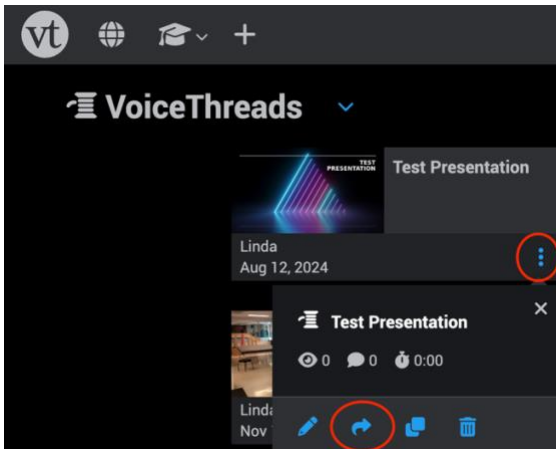 vt
VoiceThreads
TEST
PRESENTATION
Test Presentation
Linda
Aug 12, 2024
Test Presentation
0 0 0:00
Linda
Nov